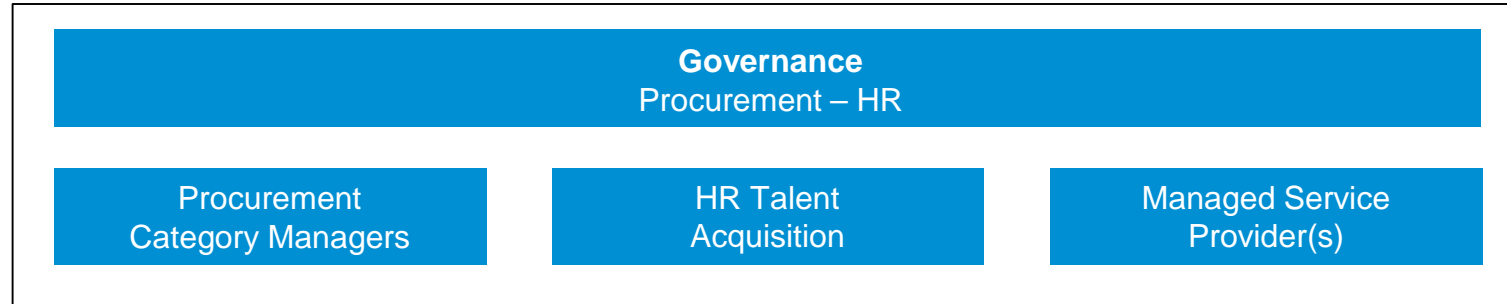 Governance
Procurement – HR
Procurement
Category Managers
HR Talent
Acquisition
Managed Service
Provider(s)